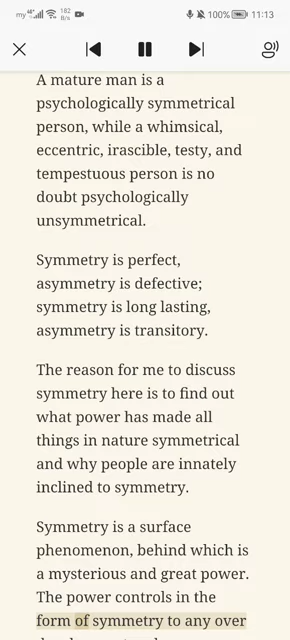 my 4G 182 B/s 100% 11:13
A mature man is a
psychologically symmetrical
person, while a whimsical,
eccentric, irascible, testy, and
tempestuous person is no
doubt psychologically
unsymmetrical.
Symmetry is perfect,
asymmetry is defective;
symmetry is long lasting,
asymmetry is transitory.
The reason for me to discuss
symmetry here is to find out
what power has made all
things in nature symmetrical
and why people are innately
inclined to symmetry.
Symmetry is a surface
phenomenon, behind which is
a mysterious and great power.
The power controls in the
form of symmetry to any over